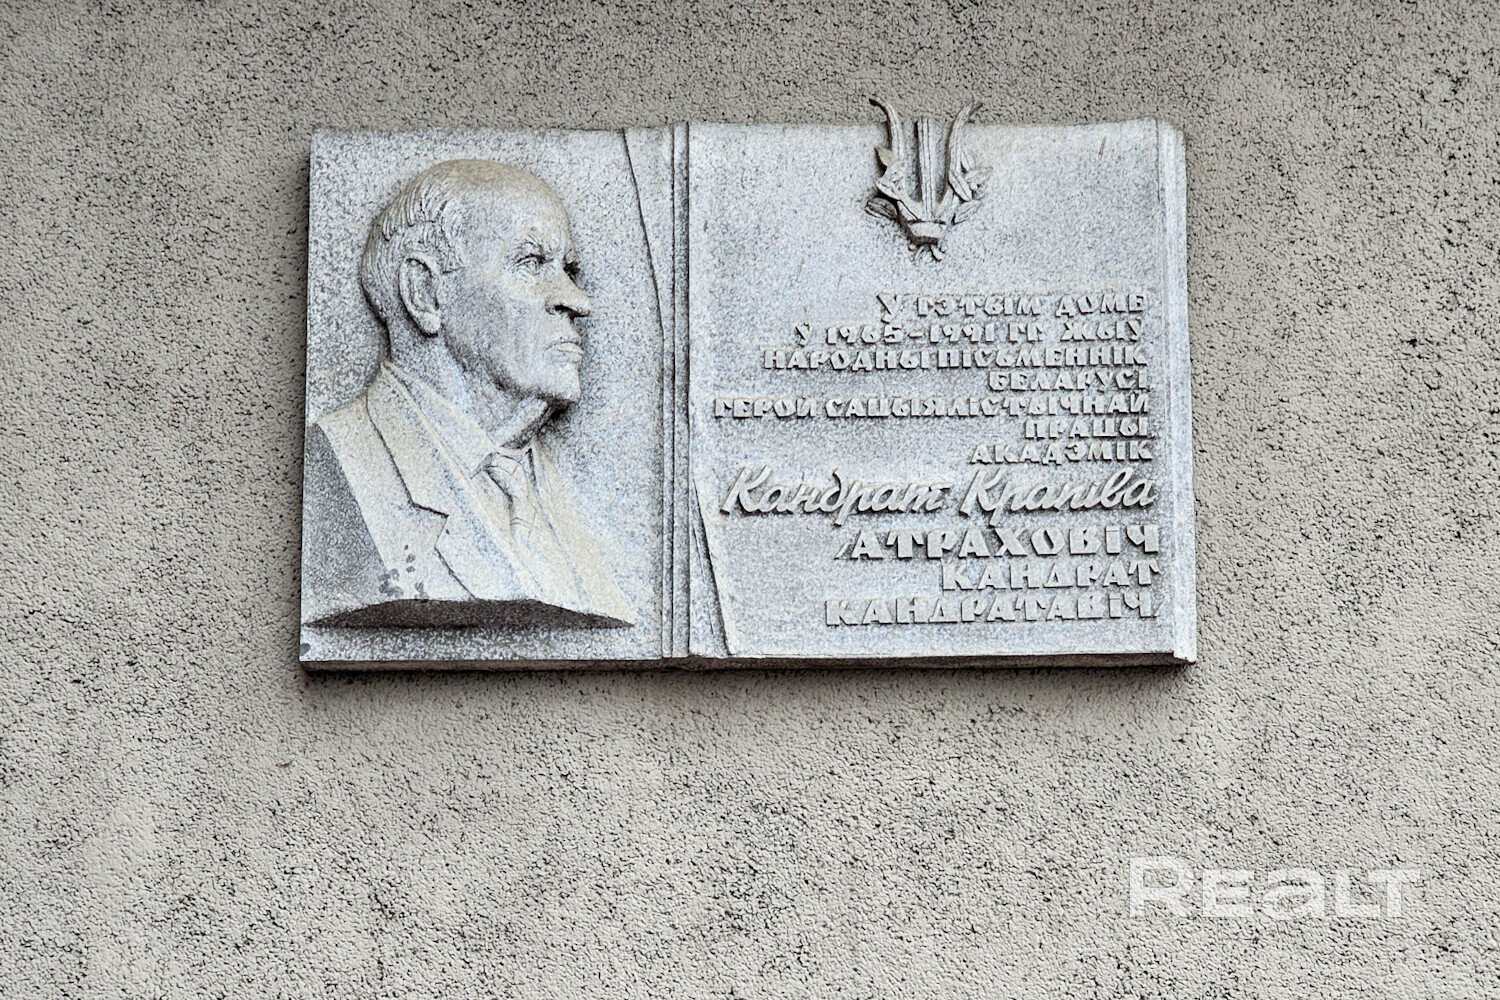 У ГЭТЫМ ДОМЕ
Ў 1965-1991 ГГ. ЖЫЎ
НАРОДНЫ ПІСЬМЕННІК
БЕЛАРУСІ,
ГЕРОЙ САЦЫЯЛІСТЫЧНАЙ
ПРАЦЫ,
АКАДЭМІК
Кандрат Крапіва
/АТРАХОВІЧ
КАНДРАТ
КАНДРАТАВІЧ/
REALT